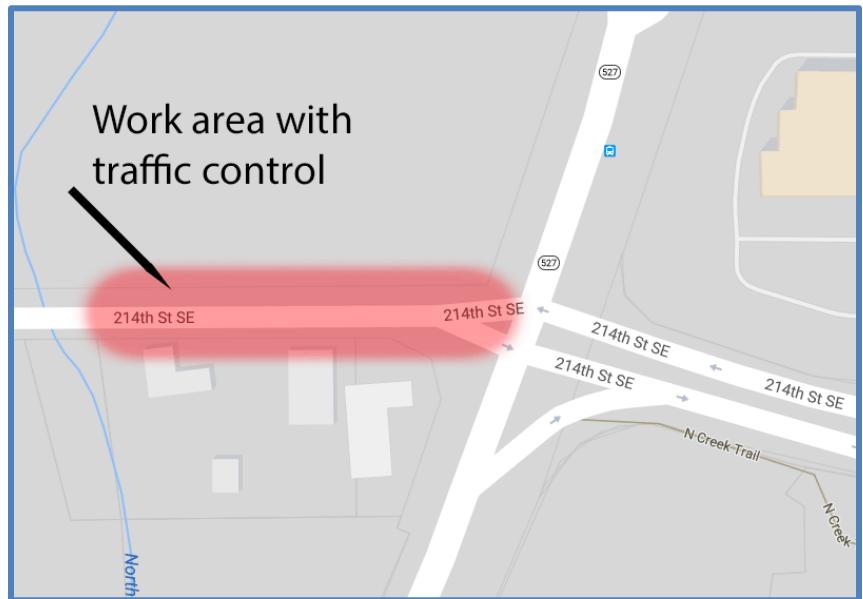 527
Work area with
traffic control
527
214th St SE
214th St SE
214th St SE
214th St SE
214th St SE
N Creek Trail
N Creek
North